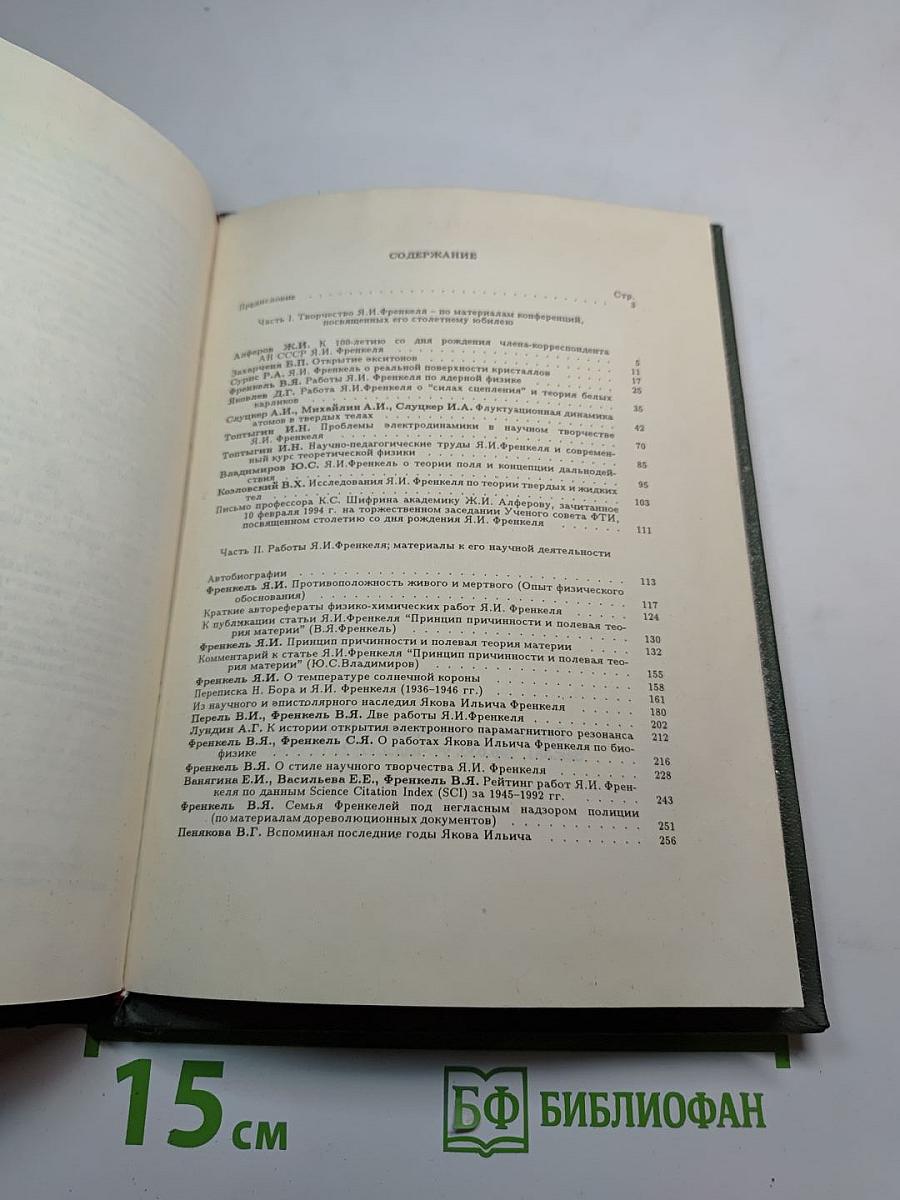 СОДЕРЖАНИЕ
Стр.
Предисловие . . . 3
Часть I. Творчество Я.И.Френкеля – по материалам конференций,
посвященных его столетнему юбилею
Алферов Ж.И. К 100-летию со дня рождения члена-корреспондента
АН СССР Я.И. Френкеля . . . 5
Захарченя Б.П. Открытие экситонов . . . 11
Сурис Р.А. Я.И. Френкель о реальной поверхности кристаллов . . . 17
Френкель В.Я. Работы Я.И. Френкеля по ядерной физике . . . 25
Яковлев Д.Г. Работа Я.И.Френкеля о "силах сцепления" и теория белых
карликов . . . 35
Слуцкер А.И., Михайлин А.И., Слуцкер И.А. Флуктуационная динамика
атомов в твердых телах . . . 42
Топтыгин И.Н. Проблемы электродинамики в научном творчестве
Я.И. Френкеля . . . 70
Топтыгин И.Н. Научно-педагогические труды Я.И.Френкеля и современ-
ный курс теоретической физики . . . 85
Владимиров Ю.С. Я.И.Френкель о теории поля и концепции дальнодей-
ствия . . . 95
Козловский В.Х. Исследования Я.И. Френкеля по теории твердых и жидких
тел . . . 103
Письмо профессора К.С. Шифрина академику Ж.И. Алферову, зачитанное
10 февраля 1994 г. на торжественном заседании Ученого совета ФТИ,
посвященном столетию со дня рождения Я.И. Френкеля . . . 111
Часть II. Работы Я.И.Френкеля; материалы к его научной деятельности
Автобиографии . . . 113
Френкель Я.И. Противоположность живого и мертвого (Опыт физического
обоснования) . . . 117
Краткие авторефераты физико-химических работ Я.И. Френкеля . . . 124
К публикации статьи Я.И.Френкеля "Принцип причинности и полевая тео-
рия материи" (В.Я.Френкель) . . . 130
Френкель Я.И. Принцип причинности и полевая теория материи . . . 132
Комментарий к статье Я.И.Френкеля "Принцип причинности и полевая тео-
рия материи" (Ю.С.Владимиров) . . . 155
Френкель Я.И. О температуре солнечной короны . . . 158
Переписка Н. Бора и Я.И. Френкеля (1936–1946 гг.) . . . 161
Из научного и эпистолярного наследия Якова Ильича Френкеля . . . 180
Перель В.И., Френкель В.Я. Две работы Я.И.Френкеля . . . 202
Лундин А.Г. К истории открытия электронного парамагнитного резонанса . . . 212
Френкель В.Я., Френкель С.Я. О работах Якова Ильича Френкеля по био-
физике . . . 216
Френкель В.Я. О стиле научного творчества Я.И. Френкеля . . . 228
Ванягина Е.И., Васильева Е.Е., Френкель В.Я. Рейтинг работ Я.И. Френ-
келя по данным Science Citation Index (SCI) за 1945–1992 гг. . . . 243
Френкель В.Я. Семья Френкелей под негласным надзором полиции
(по материалам дореволюционных документов) . . . 251
Пенякова В.Г. Вспоминая последние годы Якова Ильича . . . 256
15 см
БФ БИБЛИОФАН